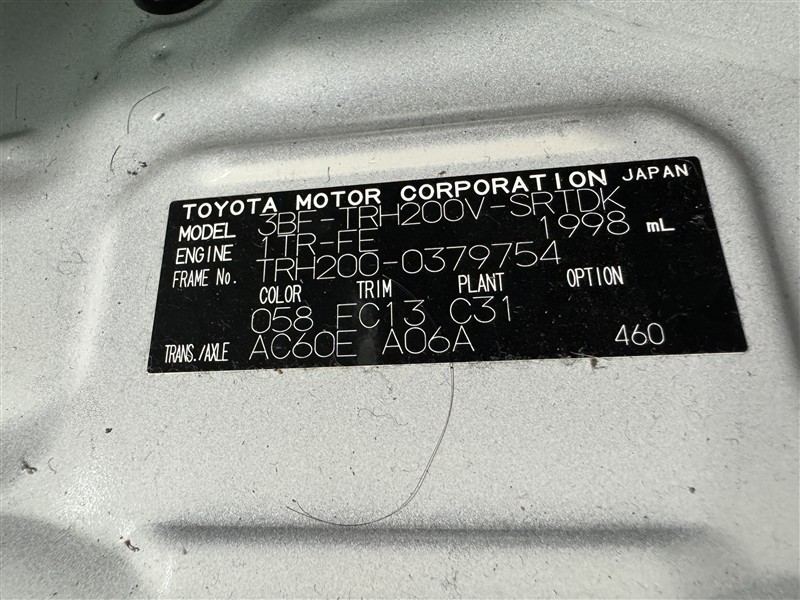 TOYOTA MOTOR CORPORATION JAPAN
MODEL 3BF-TRH200V-SRTDK
ENGINE 1TR-FE 1998 mL
FRAME No. TRH200-0379754
COLOR TRIM PLANT OPTION
058 FC13 C31
TRANS./AXLE AC60E A06A 460